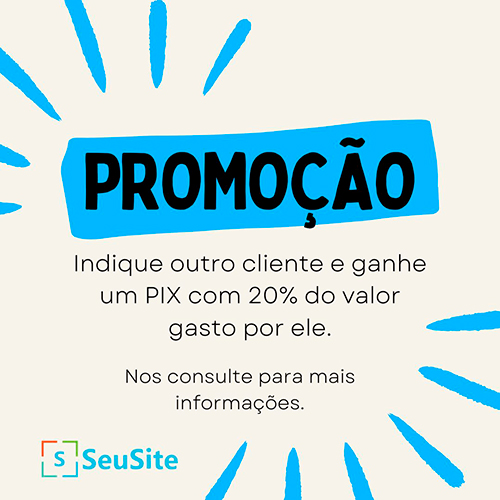 PROMOÇÃO
Indique outro cliente e ganhe
um PIX com 20% do valor
gasto por ele.
Nos consulte para mais
informações.
S SeuSite